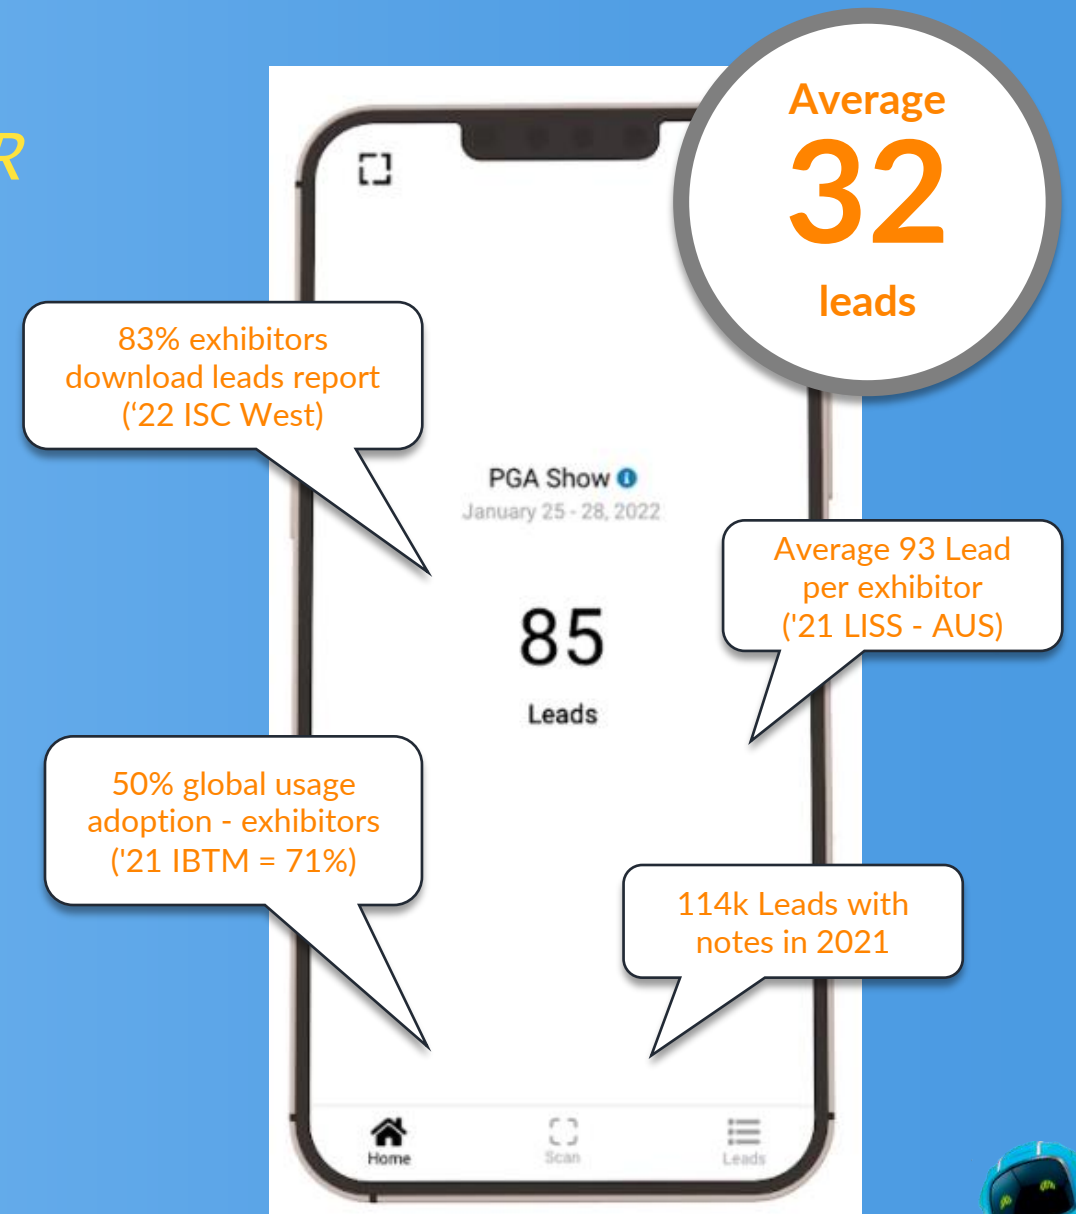 R
Average
32
leads
83% exhibitors
download leads report
(‘22 ISC West)
PGA Show
January 25 - 28, 2022
Average 93 Lead
per exhibitor
('21 LISS - AUS)
85
Leads
50% global usage
adoption - exhibitors
('21 IBTM = 71%)
114k Leads with
notes in 2021
Home
Scan
Leads